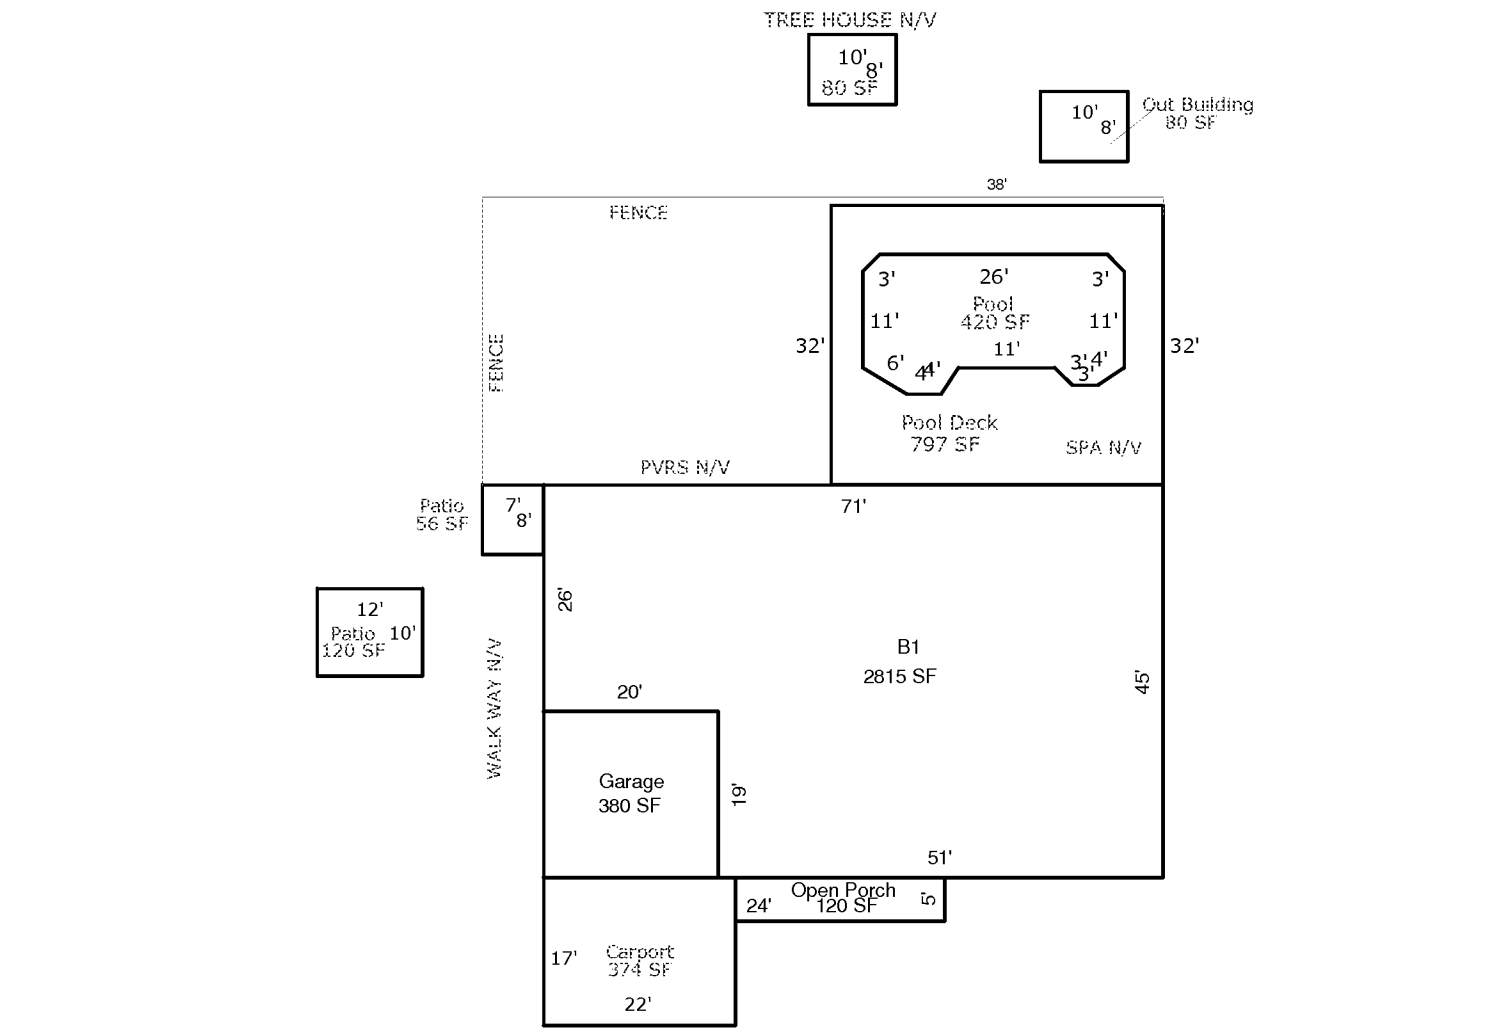 TREE HOUSE N/V
10'
8'
80 SF
10'
8'
Out Building
80 SF
38'
FENCE
FENCE
3'
26'
3'
Pool
420 SF
11'
11'
32'
32'
11'
6'
4'
4'
3'
4'
3'
Pool Deck
797 SF
SPA N/V
PVRS N/V
Patio
56 SF
7'
8'
71'
26'
12'
Patio
10'
120 SF
WALK WAY N/V
B1
2815 SF
45'
20'
Garage
380 SF
19'
51'
Open Porch
24'
120 SF
5'
17'
Carport
374 SF
22'